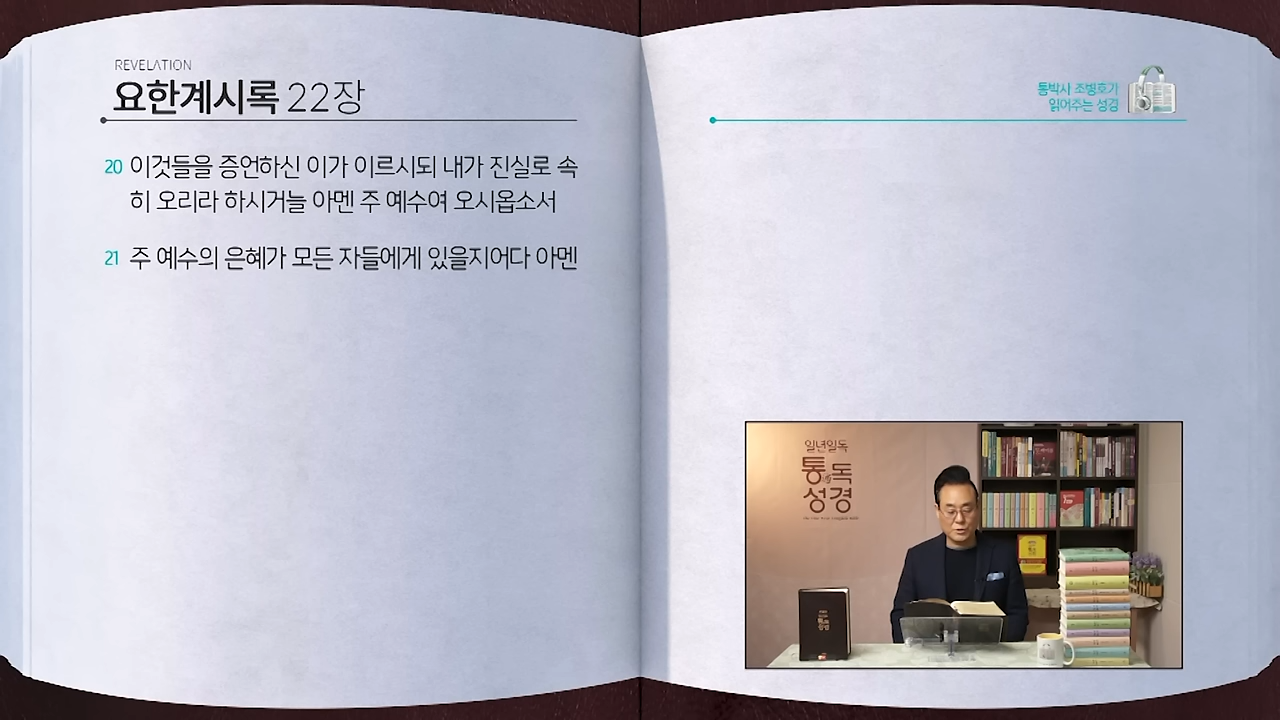 REVELATION
요한계시록 22장
20 이것들을 증언하신 이가 이르시되 내가 진실로 속
히 오리라 하시거늘 아멘 주 예수여 오시옵소서
21 주 예수의 은혜가 모든 자들에게 있을지어다 아멘
통박사 조병호가
읽어주는 성경
일년일독
통독
성경